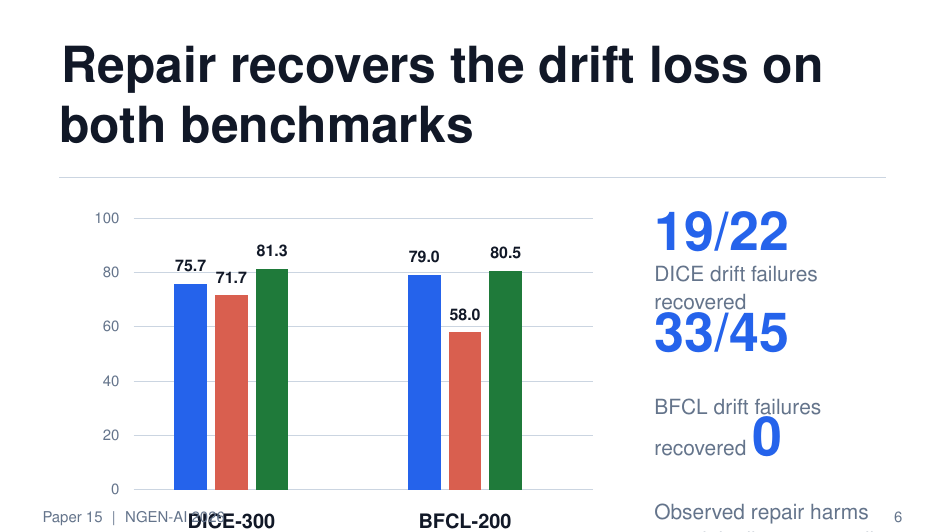 Repair recovers the drift loss on
both benchmarks
100
80
60
40
20
0
75.7
71.7
81.3
79.0
58.0
80.5
DICE-300
BFCL-200
19/22
DICE drift failures
recovered
33/45
BFCL drift failures
recovered 0
Observed repair harms
Paper 15 | NGEN-AI 2026
6